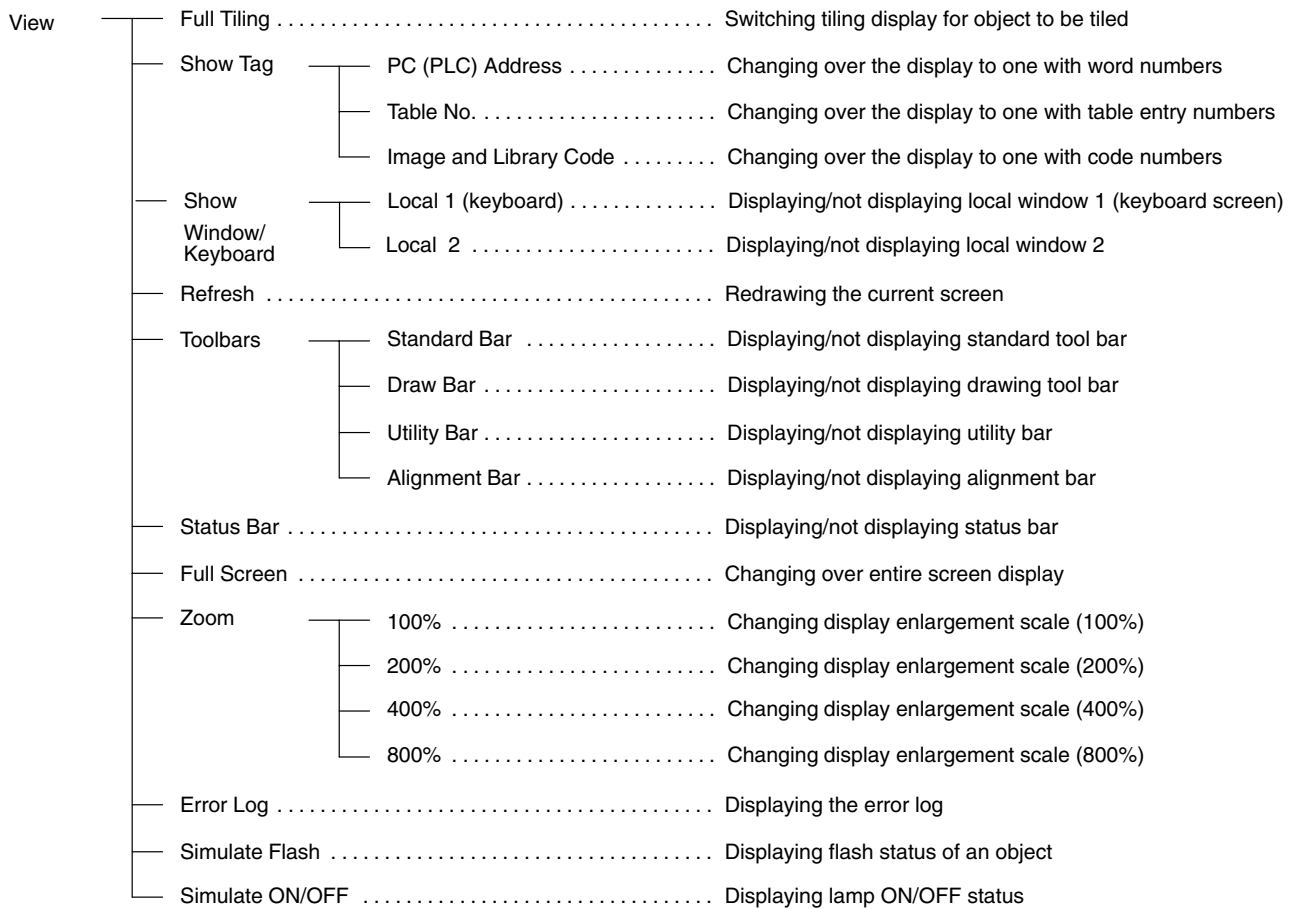 View Full Tiling . . . . . . . . . . . . . . . . . . . . . . . . . . . . . . . . . . . . . . . . Switching tiling display for object to be tiled
Show Tag PC (PLC) Address . . . . . . . . . . . . . . Changing over the display to one with word numbers
Table No. . . . . . . . . . . . . . . . . . . . . . . Changing over the display to one with table entry numbers
Image and Library Code . . . . . . . . . Changing over the display to one with code numbers
Show Local 1 (keyboard) . . . . . . . . . . . . . . Displaying/not displaying local window 1 (keyboard screen)
Window/
Keyboard Local 2 . . . . . . . . . . . . . . . . . . . . . . . Displaying/not displaying local window 2
Refresh . . . . . . . . . . . . . . . . . . . . . . . . . . . . . . . . . . . . . . . . . . Redrawing the current screen
Toolbars Standard Bar . . . . . . . . . . . . . . . . . . Displaying/not displaying standard tool bar
Draw Bar . . . . . . . . . . . . . . . . . . . . . . Displaying/not displaying drawing tool bar
Utility Bar . . . . . . . . . . . . . . . . . . . . . . Displaying/not displaying utility bar
Alignment Bar . . . . . . . . . . . . . . . . . . Displaying/not displaying alignment bar
Status Bar . . . . . . . . . . . . . . . . . . . . . . . . . . . . . . . . . . . . . . . . Displaying/not displaying status bar
Full Screen . . . . . . . . . . . . . . . . . . . . . . . . . . . . . . . . . . . . . . . Changing over entire screen display
Zoom 100% . . . . . . . . . . . . . . . . . . . . . . . . . Changing display enlargement scale (100%)
200% . . . . . . . . . . . . . . . . . . . . . . . . . Changing display enlargement scale (200%)
400% . . . . . . . . . . . . . . . . . . . . . . . . . Changing display enlargement scale (400%)
800% . . . . . . . . . . . . . . . . . . . . . . . . . Changing display enlargement scale (800%)
Error Log . . . . . . . . . . . . . . . . . . . . . . . . . . . . . . . . . . . . . . . . . Displaying the error log
Simulate Flash . . . . . . . . . . . . . . . . . . . . . . . . . . . . . . . . . . . . Displaying flash status of an object
Simulate ON/OFF . . . . . . . . . . . . . . . . . . . . . . . . . . . . . . . . . Displaying lamp ON/OFF status